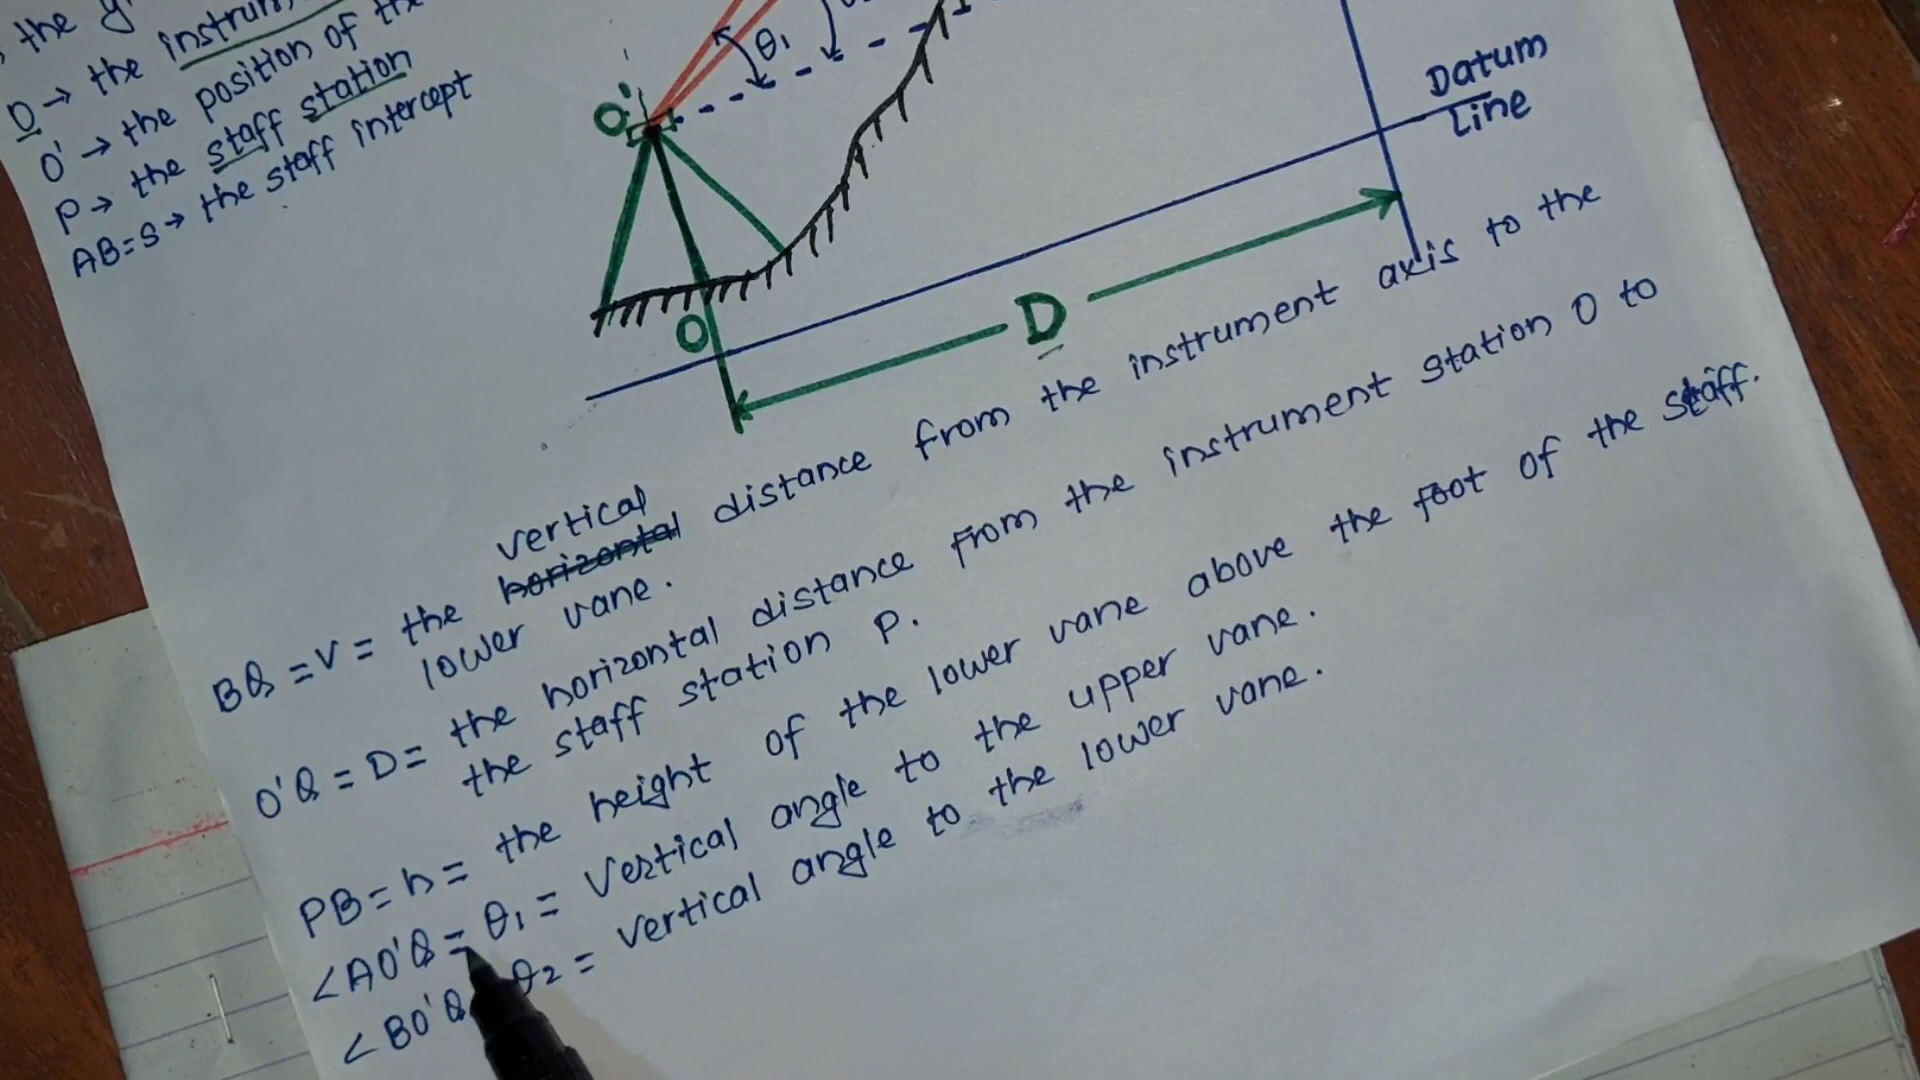 the
D → the instrum
O' → the position of the
P → the staff station
AB=S → the staff intercept
O'
θ1
Datum
Line
O
D
vertical
BQ = V = the horizontal distance from the instrument axis to the
lower vane.
O'Q = D = the horizontal distance from the instrument station O to
the staff station P.
PB = h = the height of the lower vane above the foot of the staff.
∠AO'Q = θ1 = Vertical angle to the upper vane.
∠BO'Q θ2 = Vertical angle to the lower vane.